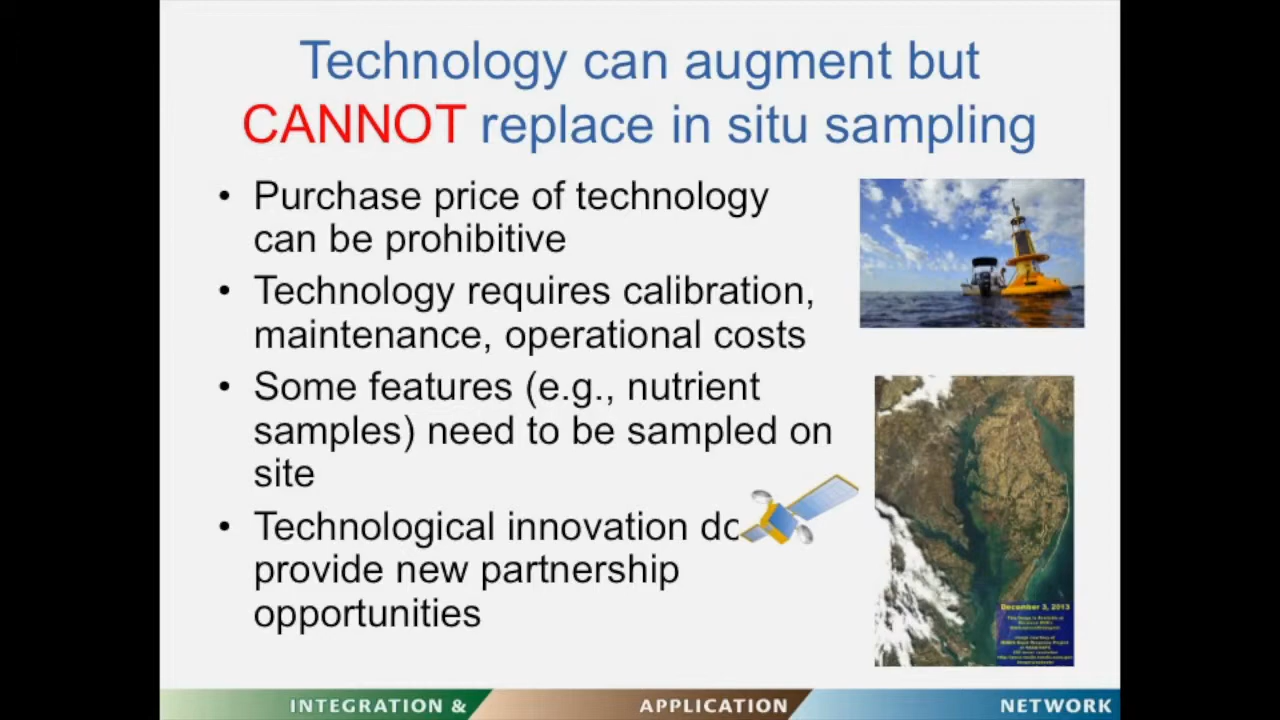 Technology can augment but
CANNOT replace in situ sampling
• Purchase price of technology
can be prohibitive
• Technology requires calibration,
maintenance, operational costs
• Some features (e.g., nutrient
samples) need to be sampled on
site
• Technological innovation
provide new partnership
opportunities
December 3, 2013
INTEGRATION & APPLICATION NETWORK